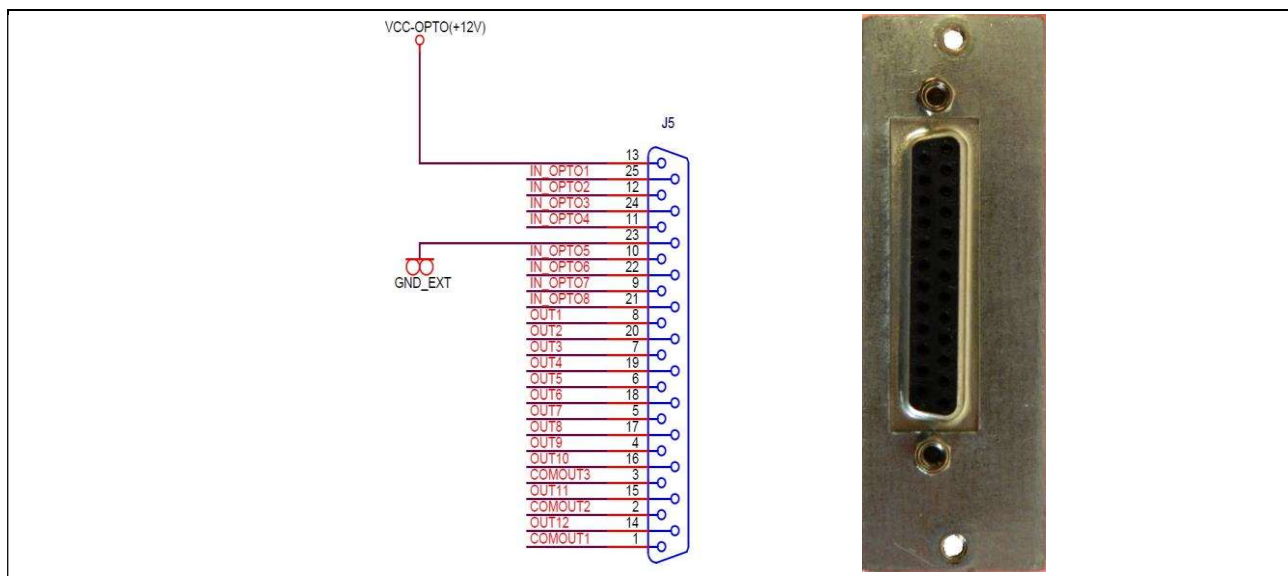 VCC-OPTO(+12V)
J5
13
IN_OPTO1 25
IN_OPTO2 12
IN_OPTO3 24
IN_OPTO4 11
23
IN_OPTO5 10
GND_EXT
IN_OPTO6 22
IN_OPTO7 9
IN_OPTO8 21
OUT1 8
OUT2 20
OUT3 7
OUT4 19
OUT5 6
OUT6 18
OUT7 5
OUT8 17
OUT9 4
OUT10 16
COMOUT3 3
OUT11 15
COMOUT2 2
OUT12 14
COMOUT1 1